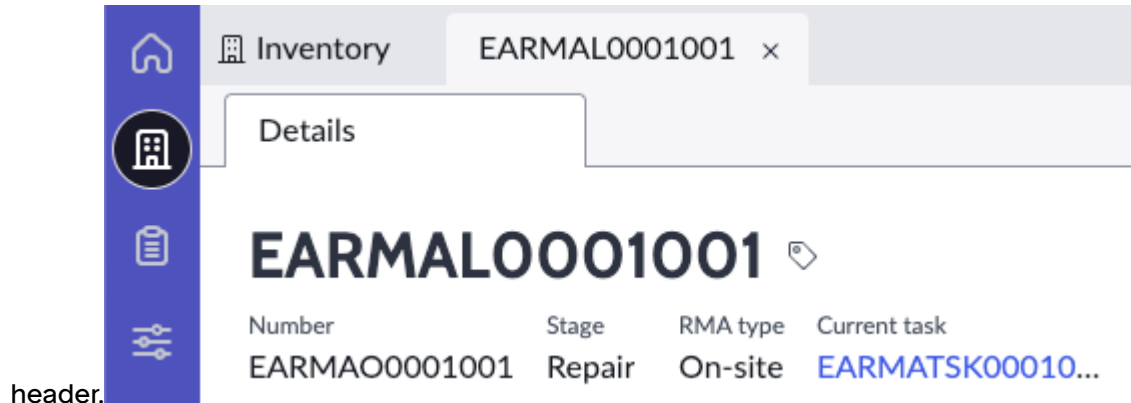 Inventory EARMAL0001001 ×
Details
EARMAL0001001
Number Stage RMA type Current task
EARMAO0001001 Repair On-site EARMATSK00010...
header.